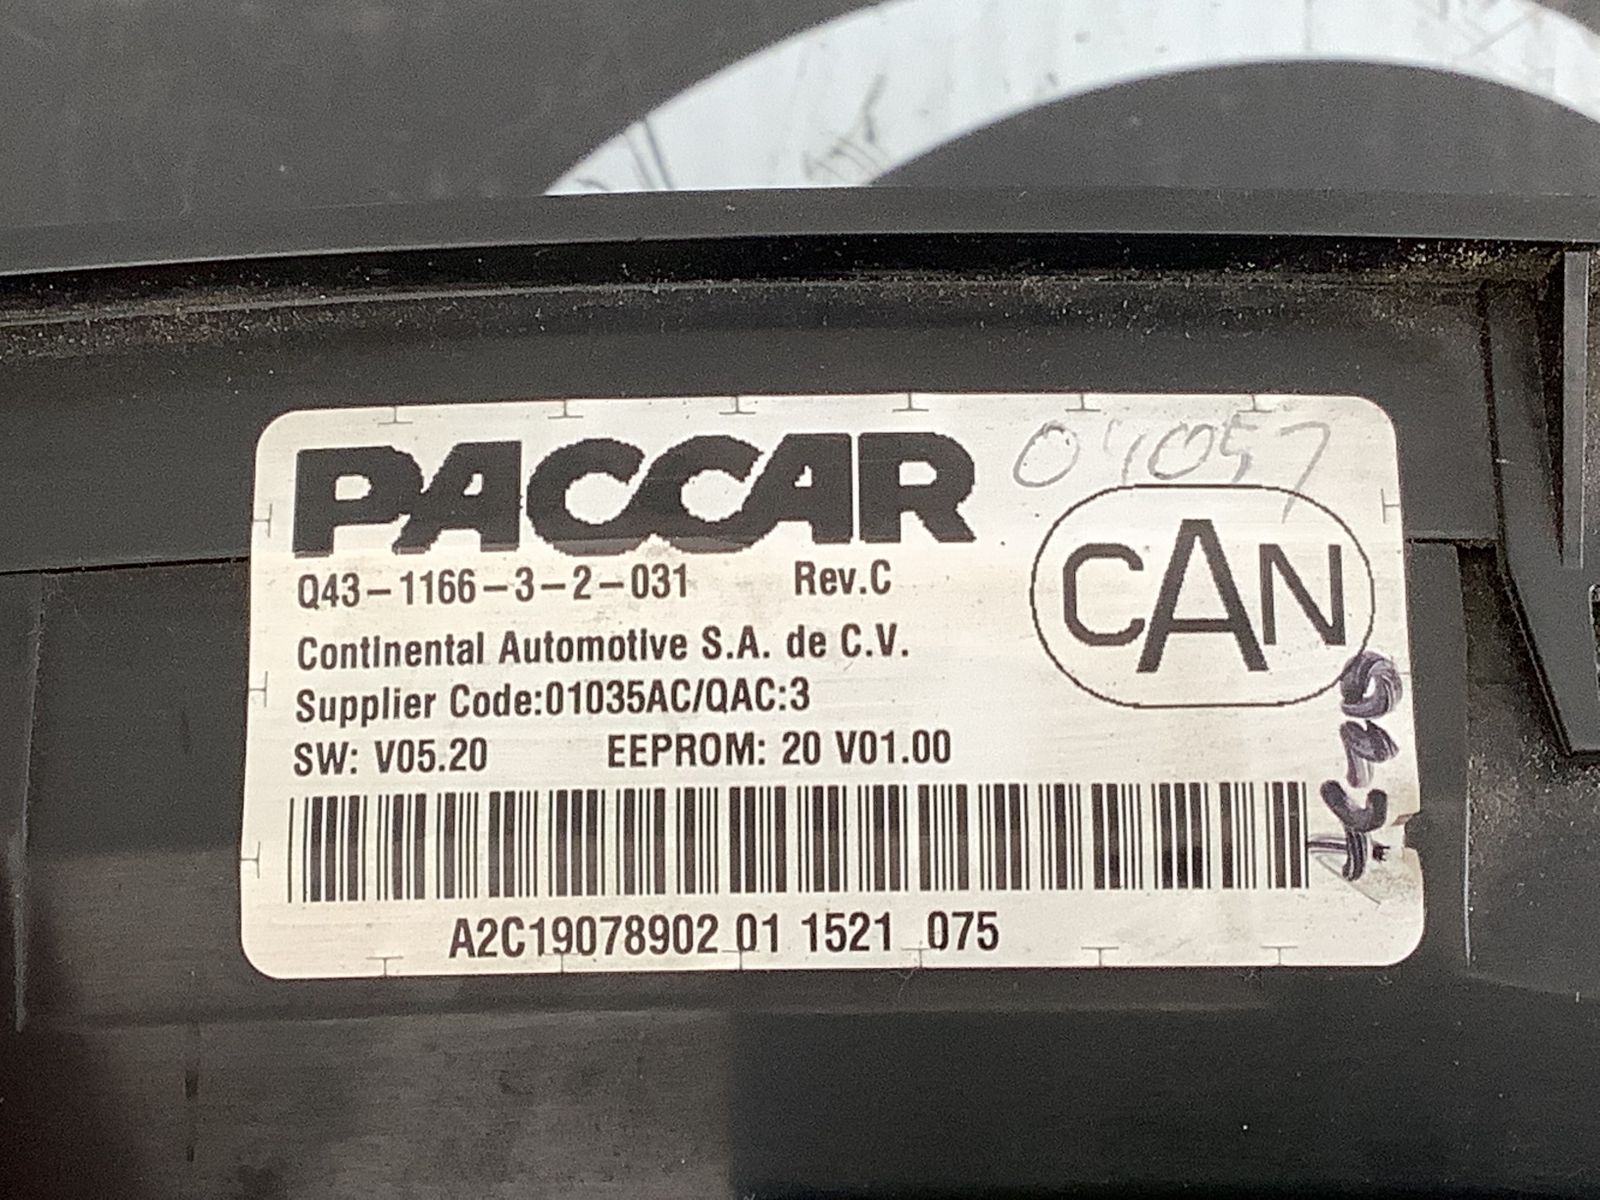 PACCAR
04057
Q43-1166-3-2-031 Rev.C
CAN
Continental Automotive S.A. de C.V.
Supplier Code:01035AC/QAC:3
SW: V05.20 EEPROM: 20 V01.00
A2C19078902 01 1521 075